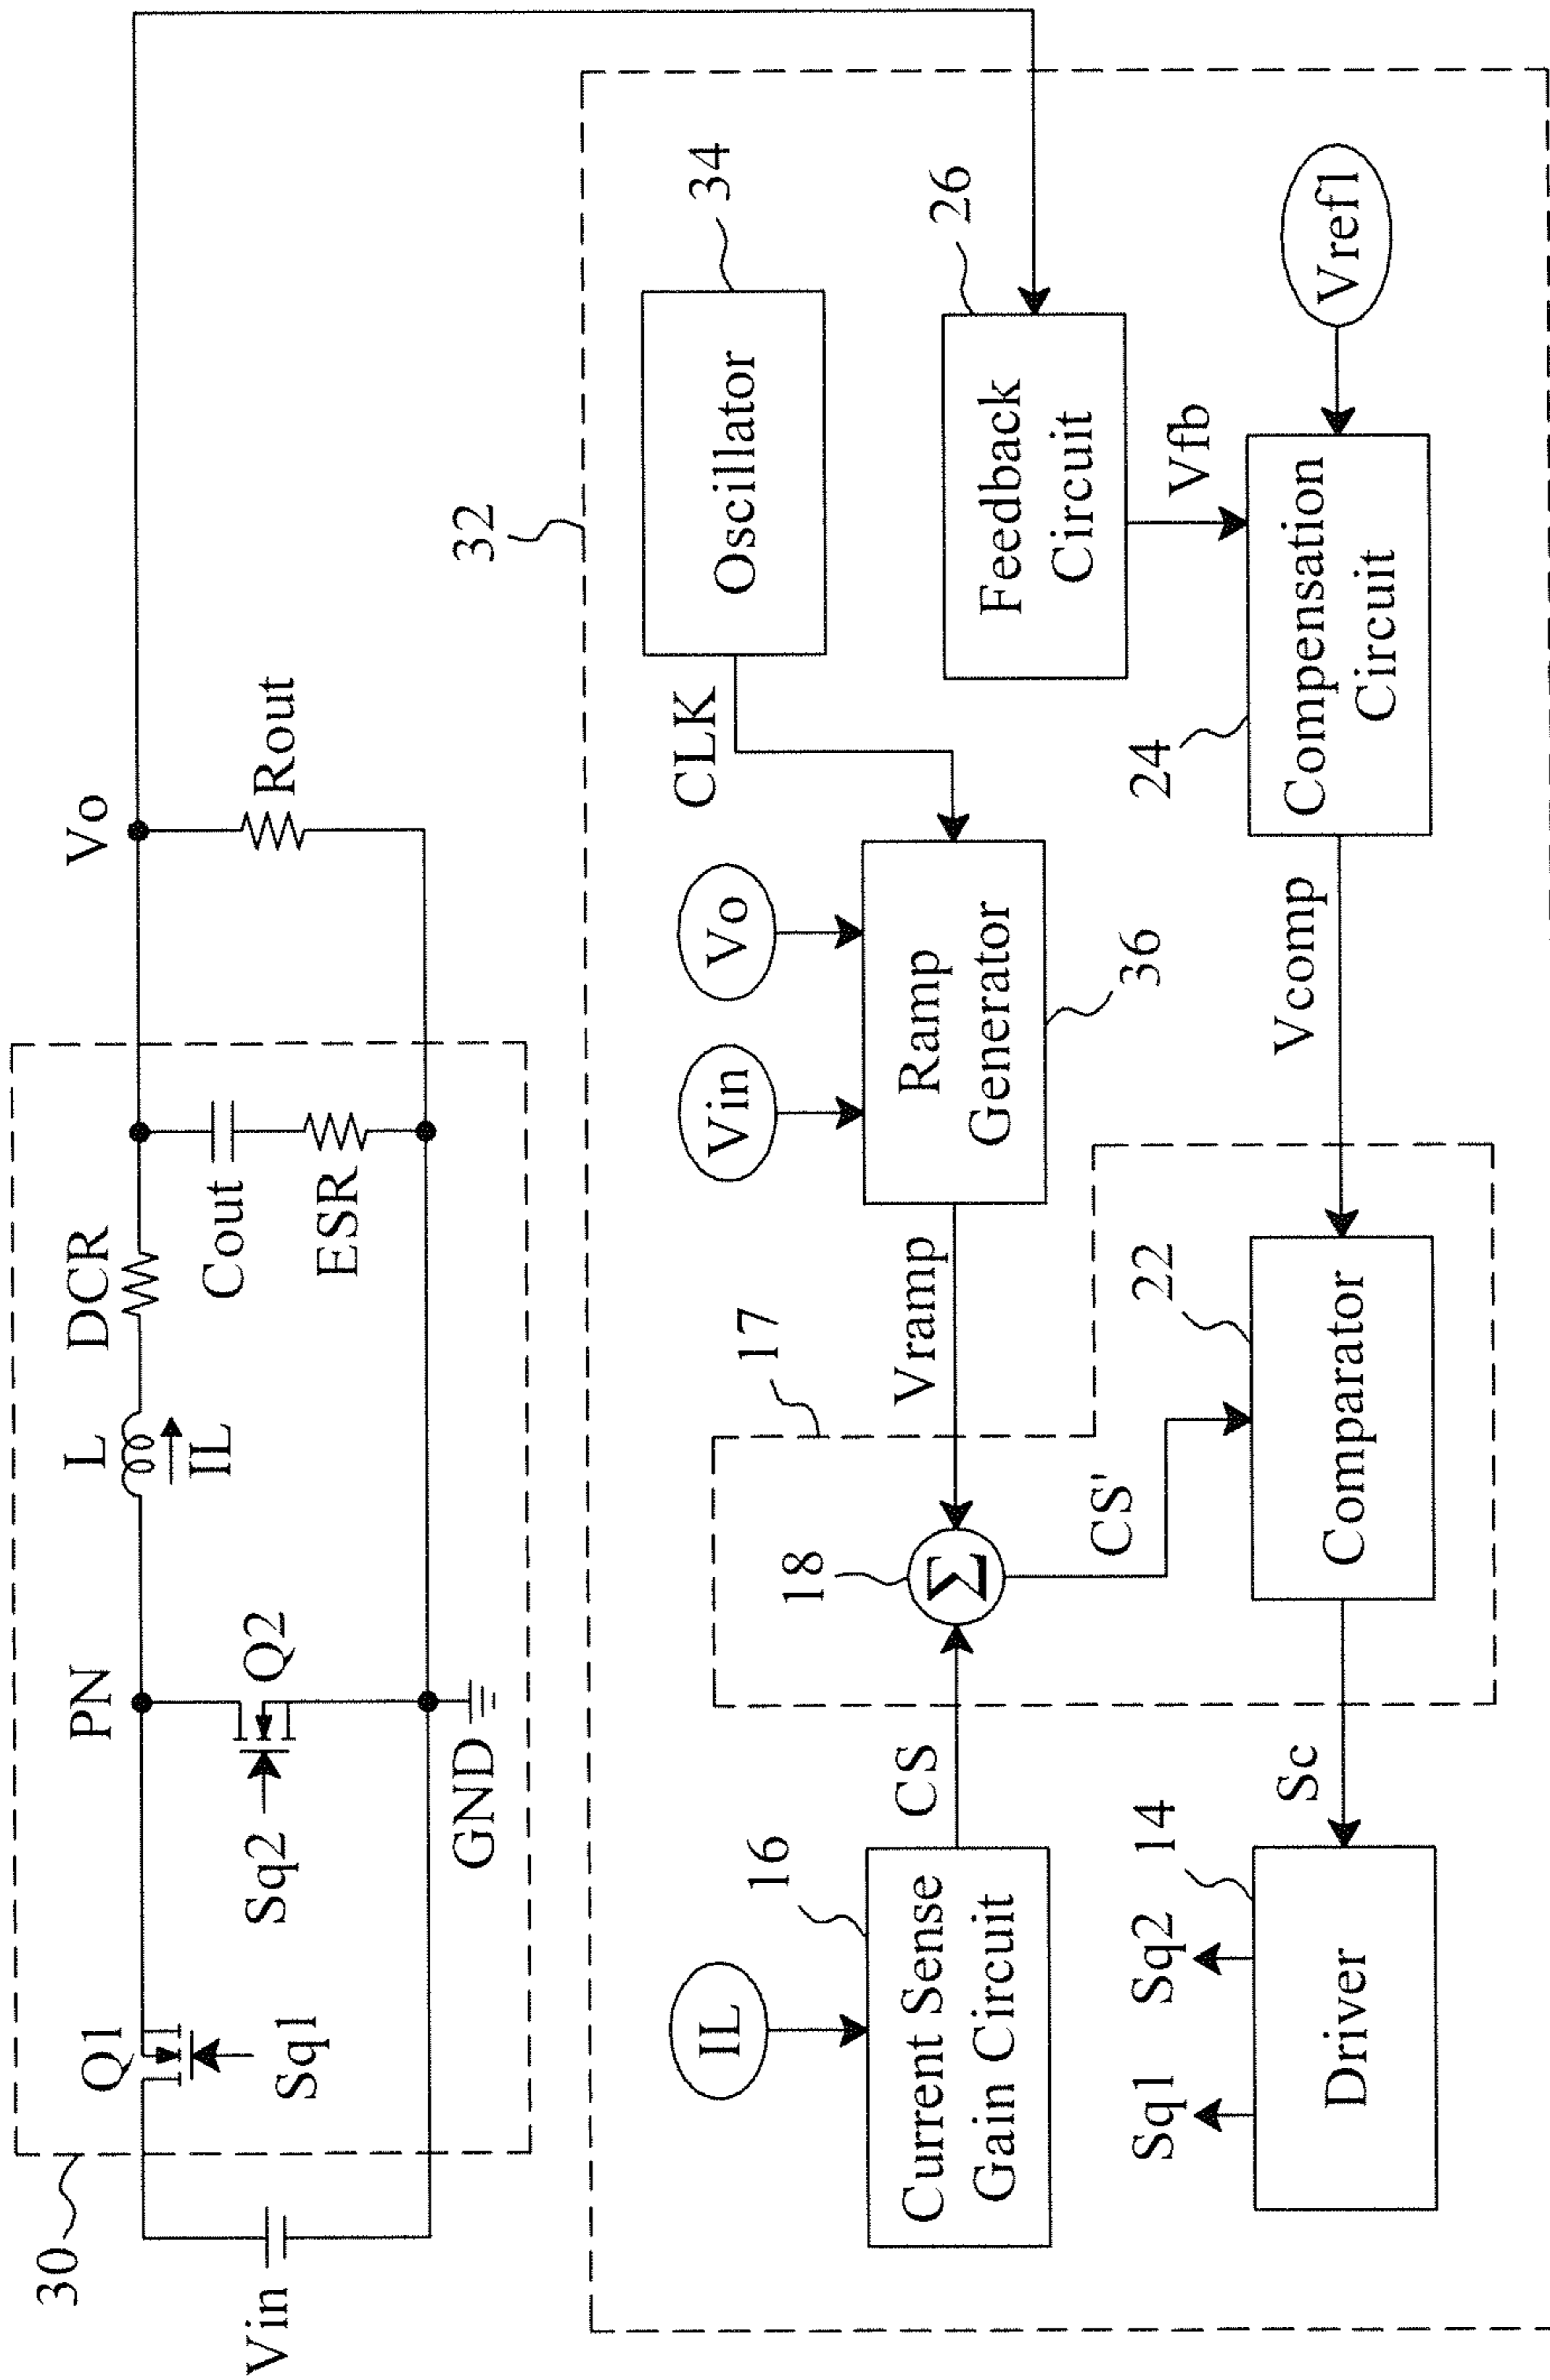 30
Vin
Q1
Sq1
PN
Q2
Sq2
GND
L
IL
DCR
Cout
ESR
Vo
Rout
32
IL
16
Current Sense
Gain Circuit
CS
18
Σ
17
CS'
Vramp
Vin
Vo
Ramp
Generator
36
CLK
Oscillator
34
Feedback
Circuit
26
Vfb
Vref1
Compensation
Circuit
24
Vcomp
22
Comparator
Sc
14
Driver
Sq1
Sq2